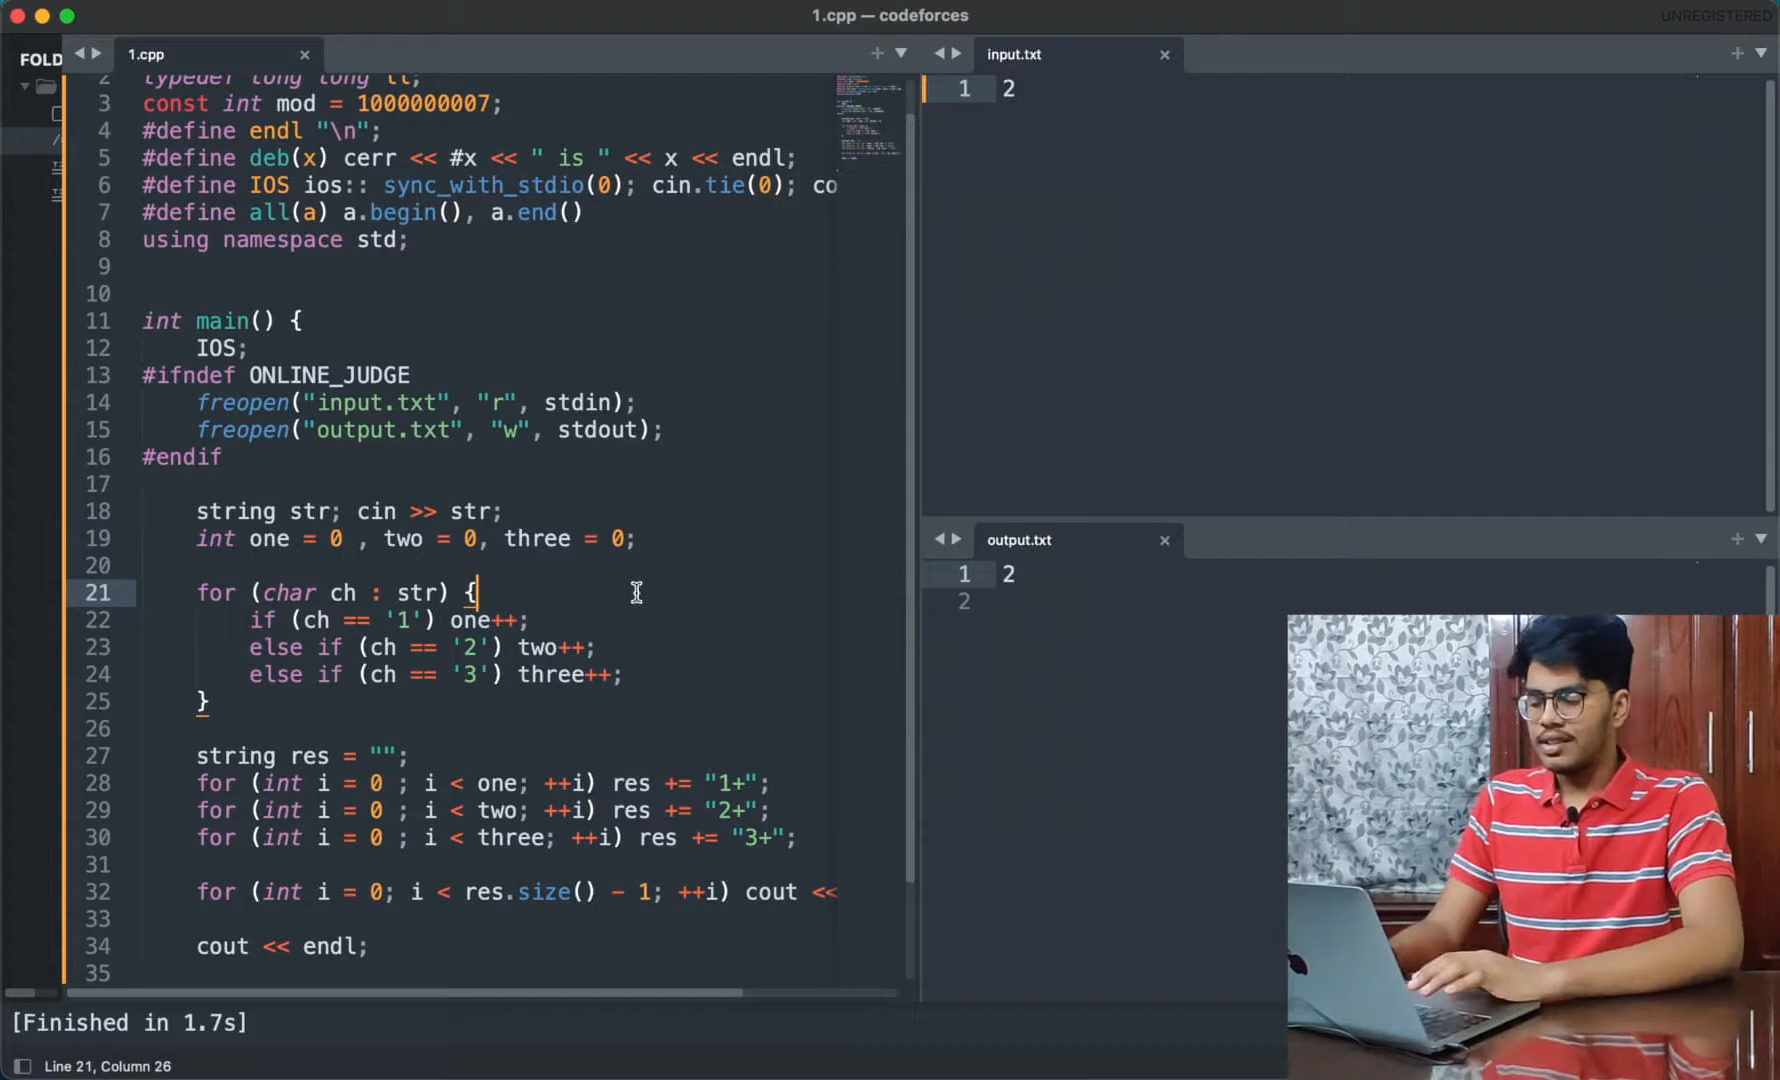 1.cpp — codeforces
UNREGISTERED
FOLD
1.cpp
2 typedef long long ll;
3 const int mod = 1000000007;
4 #define endl "\n";
5 #define deb(x) cerr << #x << " is " << x << endl;
6 #define IOS ios:: sync_with_stdio(0); cin.tie(0); co
7 #define all(a) a.begin(), a.end()
8 using namespace std;
9
10
11 int main() {
12 IOS;
13 #ifndef ONLINE_JUDGE
14 freopen("input.txt", "r", stdin);
15 freopen("output.txt", "w", stdout);
16 #endif
17
18 string str; cin >> str;
19 int one = 0 , two = 0, three = 0;
20
21 for (char ch : str) {
22 if (ch == '1') one++;
23 else if (ch == '2') two++;
24 else if (ch == '3') three++;
25 }
26
27 string res = "";
28 for (int i = 0 ; i < one; ++i) res += "1+";
29 for (int i = 0 ; i < two; ++i) res += "2+";
30 for (int i = 0 ; i < three; ++i) res += "3+";
31
32 for (int i = 0; i < res.size() - 1; ++i) cout <<
33
34 cout << endl;
35
input.txt
1 2
output.txt
1 2
2
[Finished in 1.7s]
Line 21, Column 26